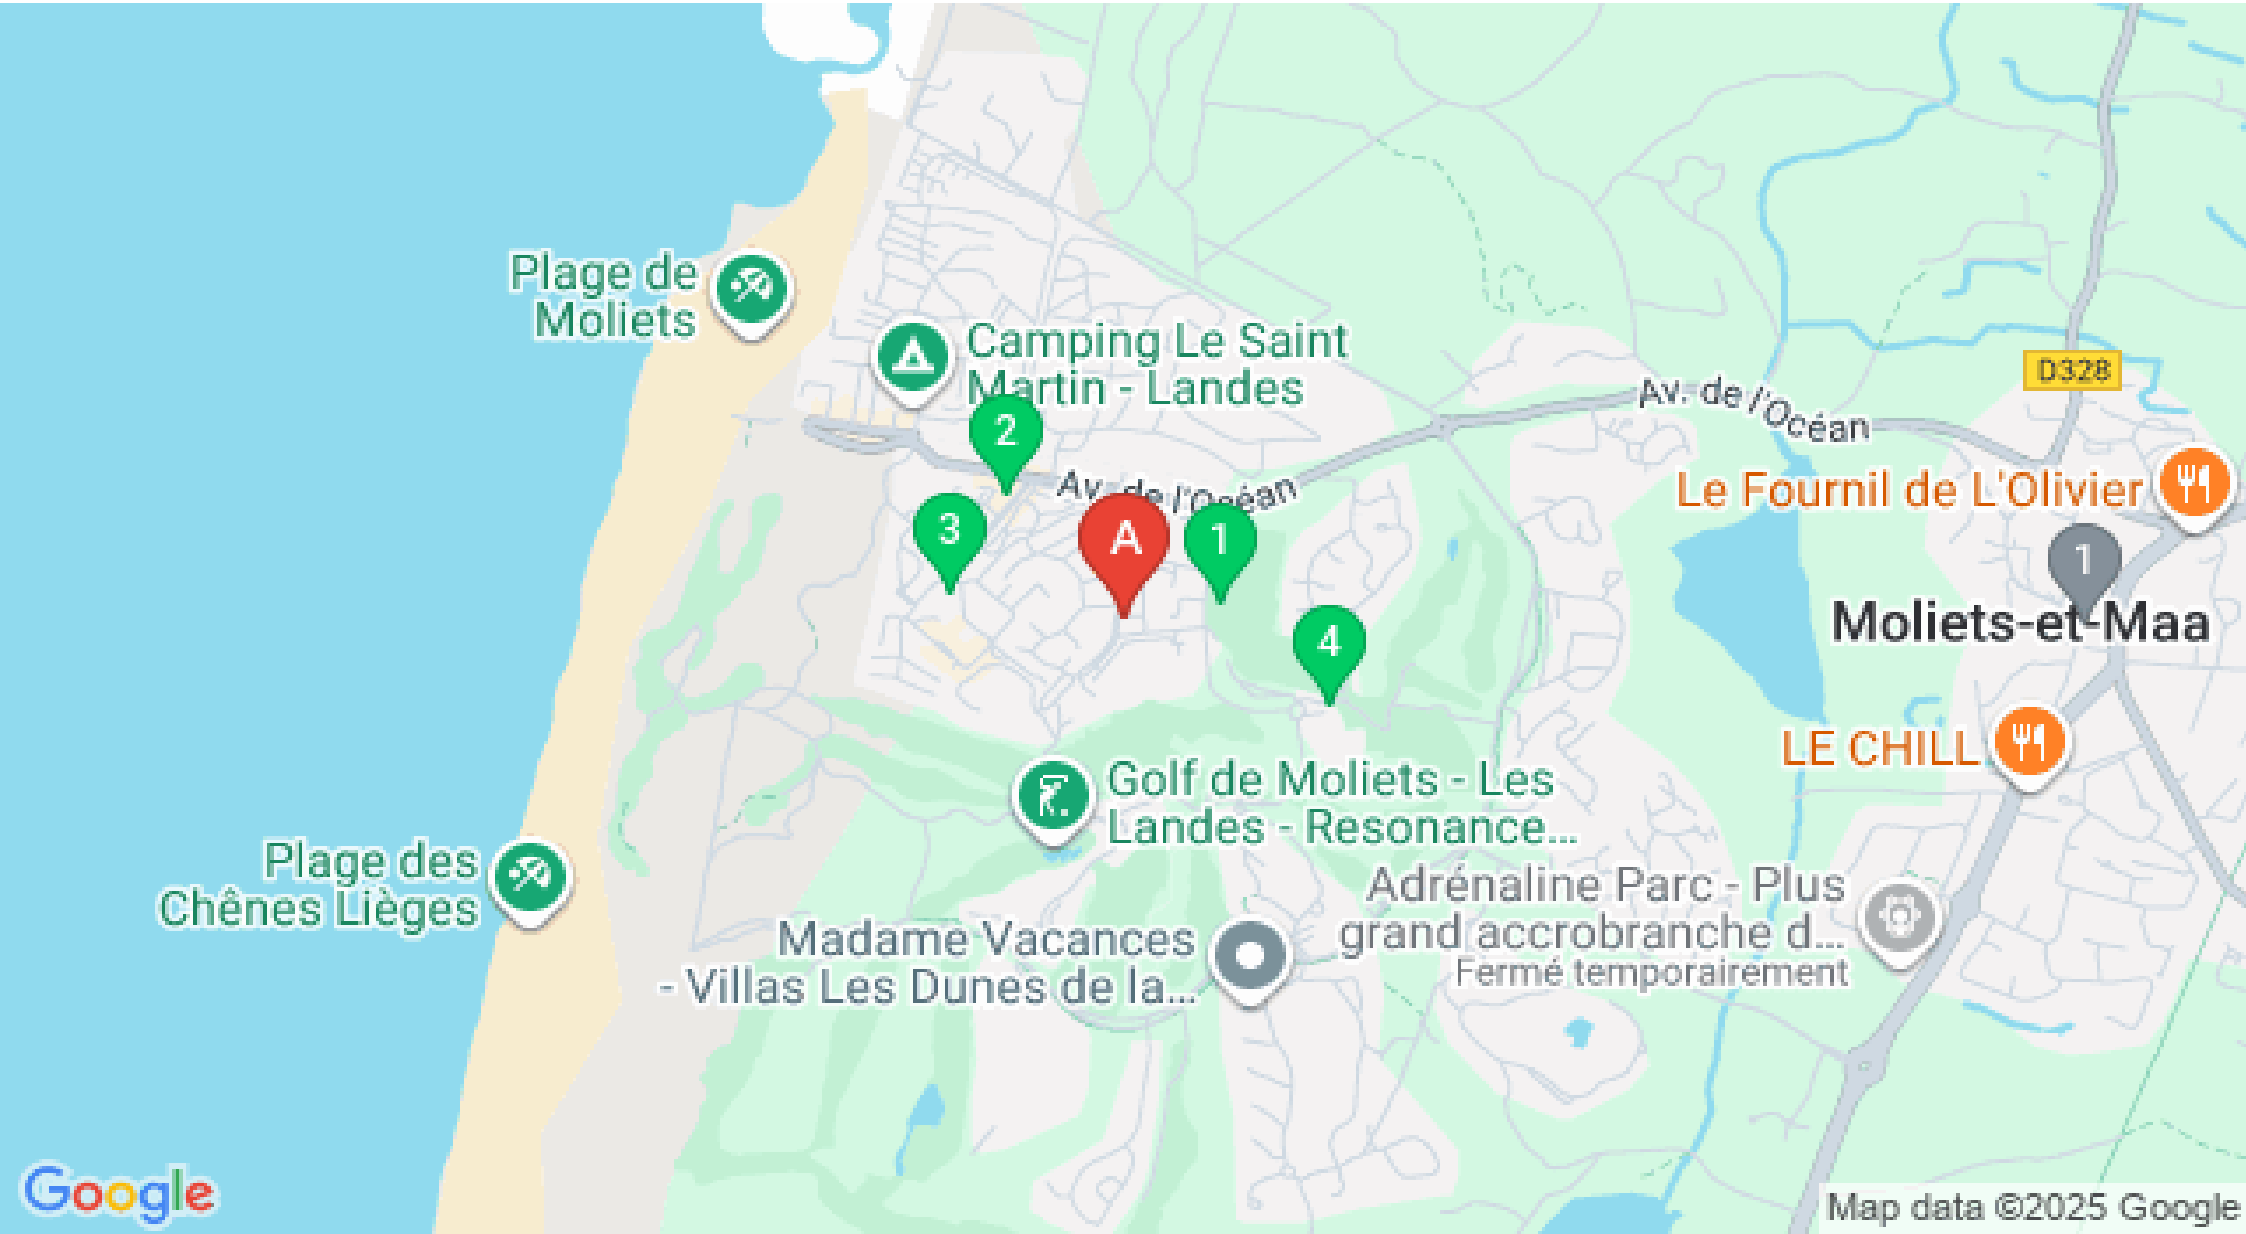 Plage de
Moliets
Camping Le Saint
Martin - Landes
D328
Av. de l'Océan
2
Av. de l'Océan
Le Fournil de L'Olivier
3
A
1
1
4
Moliets-et-Maa
LE CHILL
Golf de Moliets - Les
Landes - Resonance...
Plage des
Chênes Lièges
Adrénaline Parc - Plus
grand accrobranche d...
Fermé temporairement
Madame Vacances
- Villas Les Dunes de la...
Google
Map data ©2025 Google